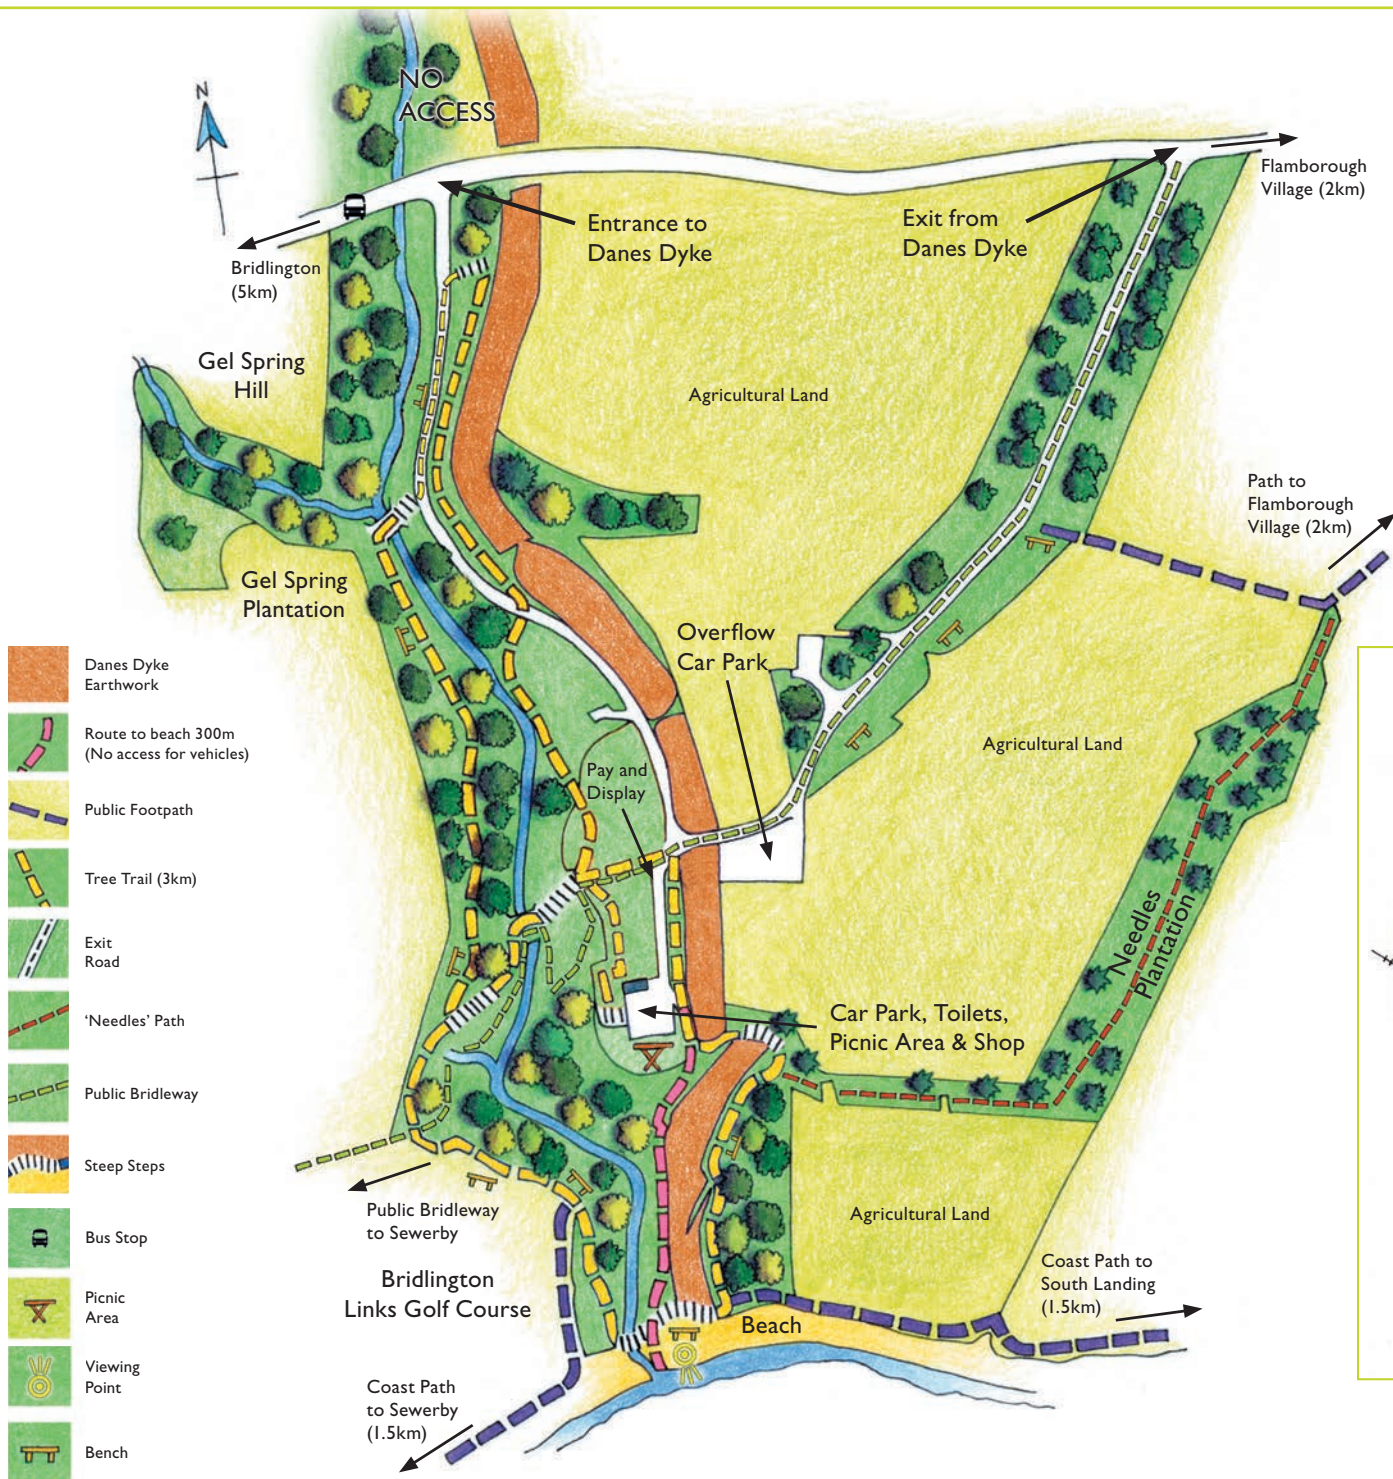 N
NO
ACCESS
Flamborough
Village (2km)
Entrance to
Danes Dyke
Exit from
Danes Dyke
Bridlington
(5km)
Gel Spring
Hill
Agricultural Land
Path to
Flamborough
Village (2km)
Gel Spring
Plantation
Overflow
Car Park
Agricultural Land
Pay and
Display
Needles
Plantation
Car Park, Toilets,
Picnic Area & Shop
Public Bridleway
to Sewerby
Agricultural Land
Bridlington
Links Golf Course
Coast Path to
South Landing
(1.5km)
Beach
Coast Path
to Sewerby
(1.5km)
Danes Dyke
Earthwork
Route to beach 300m
(No access for vehicles)
Public Footpath
Tree Trail (3km)
Exit
Road
'Needles' Path
Public Bridleway
Steep Steps
Bus Stop
Picnic
Area
Viewing
Point
Bench